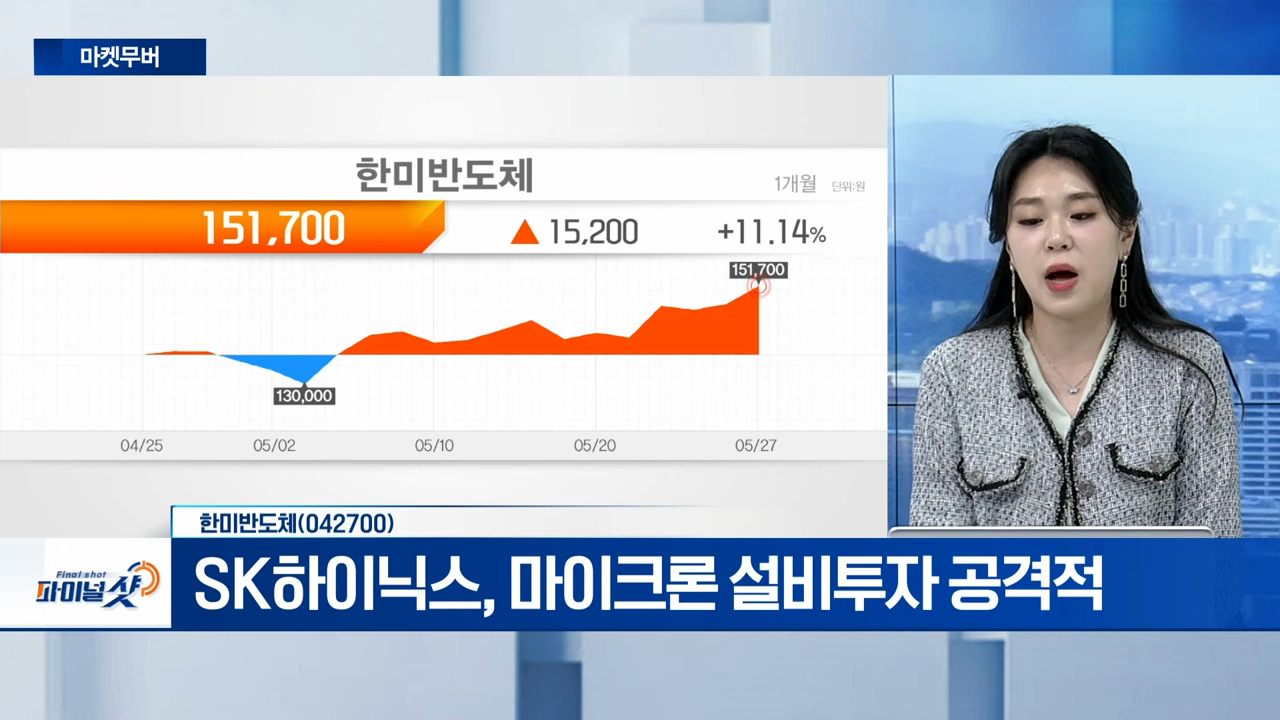 마켓무버
한미반도체
1개월 단위:원
151,700 ▲ 15,200 +11.14%
151,700
130,000
04/25 05/02 05/10 05/20 05/27
한미반도체(042700)
Final shot
파이널샷
SK하이닉스, 마이크론 설비투자 공격적